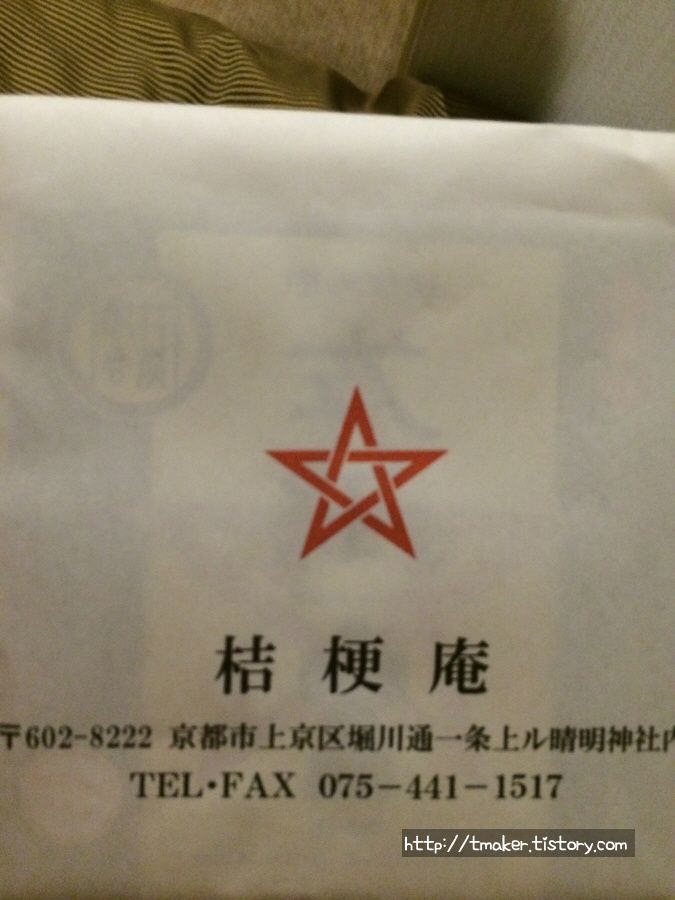 桔梗庵
〒602-8222 京都市上京区堀川通一条上ル晴明神社内
TEL·FAX 075-441-1517
http://tmaker.tistory.com